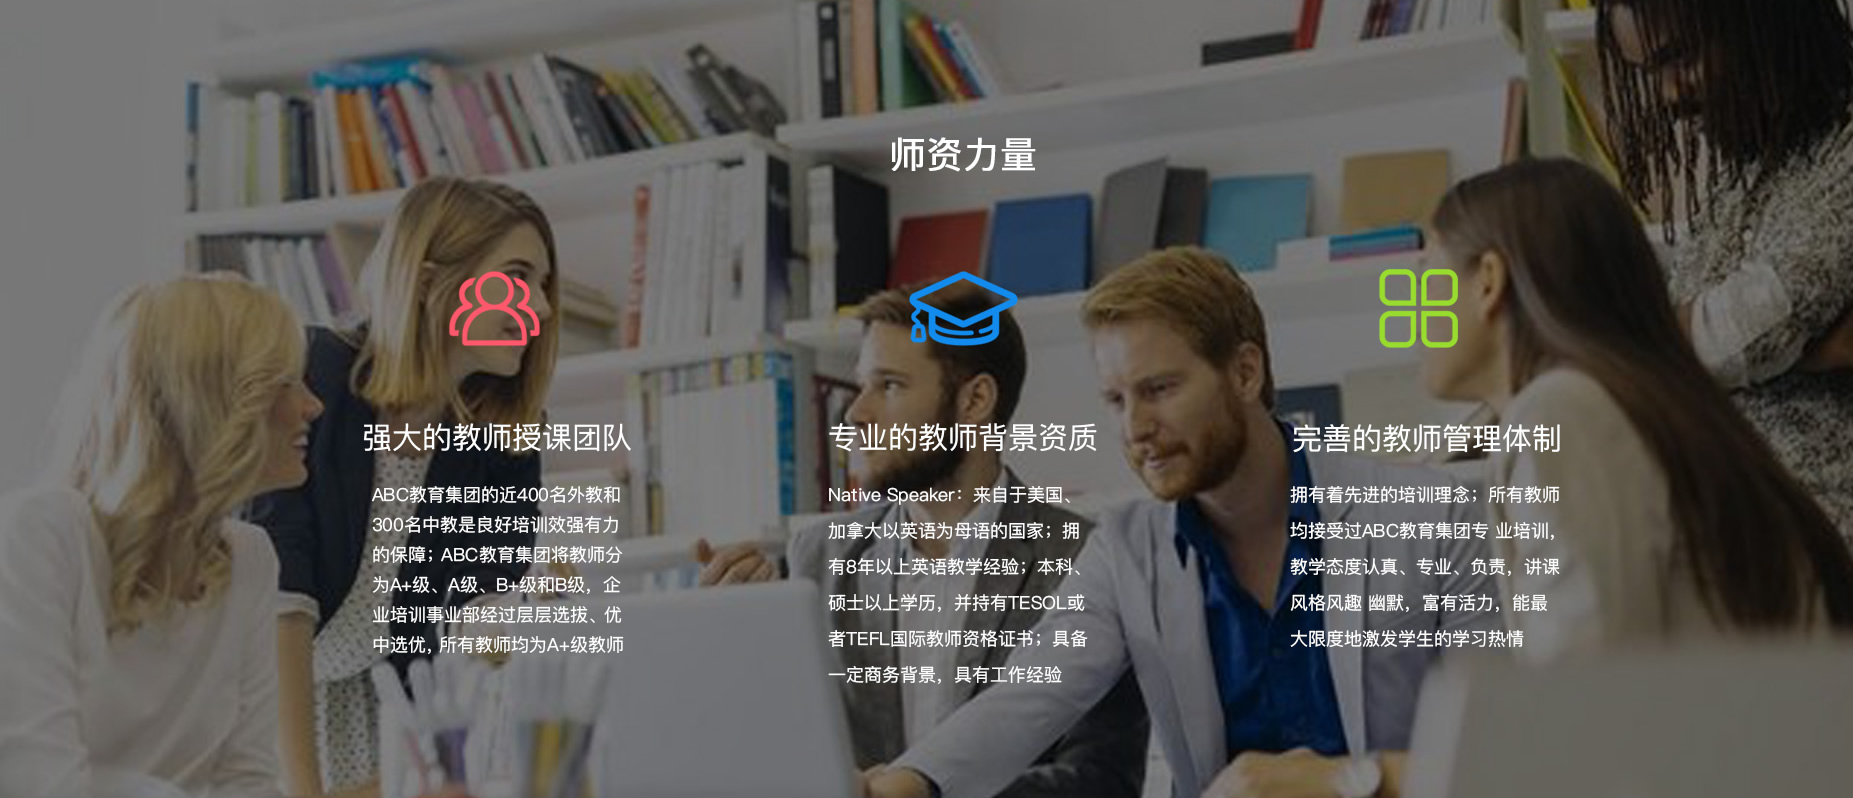 师资力量
强大的教师授课团队
ABC教育集团的近400名外教和
300名中教是良好培训效强有力
的保障；ABC教育集团将教师分
为A+级、A级、B+级和B级，企
业培训事业部经过层层选拔、优
中选优, 所有教师均为A+级教师
专业的教师背景资质
Native Speaker：来自于美国、
加拿大以英语为母语的国家；拥
有8年以上英语教学经验；本科、
硕士以上学历，并持有TESOL或
者TEFL国际教师资格证书；具备
一定商务背景，具有工作经验
完善的教师管理体制
拥有着先进的培训理念；所有教师
均接受过ABC教育集团专 业培训，
教学态度认真、专业、负责，讲课
风格风趣 幽默，富有活力，能最
大限度地激发学生的学习热情